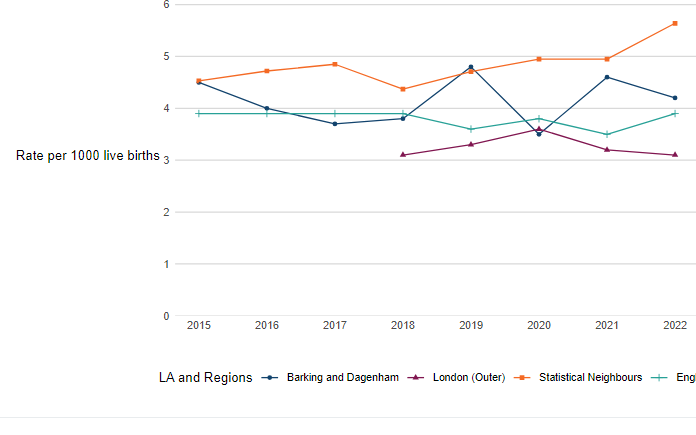 6
5
4
Rate per 1000 live births 3
2
1
0
2015 2016 2017 2018 2019 2020 2021 2022
LA and Regions Barking and Dagenham London (Outer) Statistical Neighbours